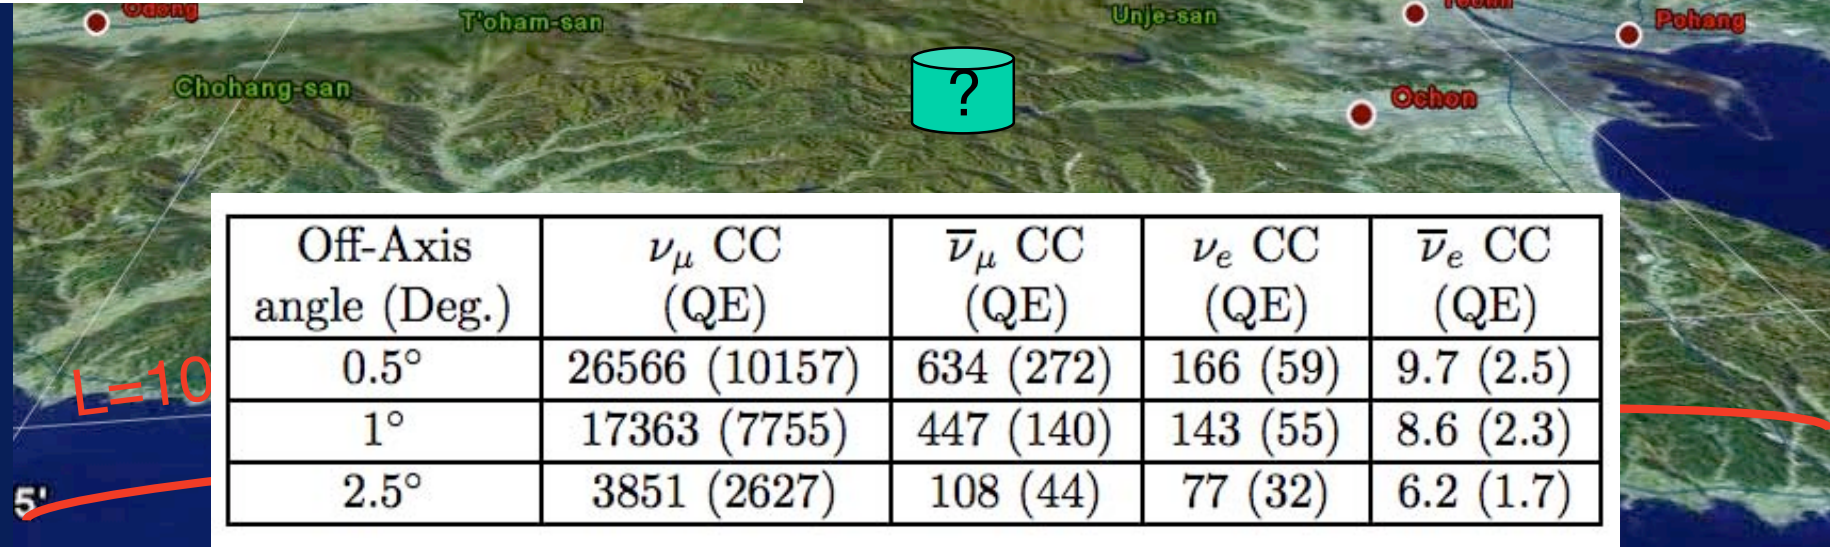 T'oham-san
Unje-san
Pohang
Chohang-san
?
Ochon
L=10
5'
Off-Axis angle (Deg.) | νμ CC (QE) | ν̅μ CC (QE) | νe CC (QE) | ν̅e CC (QE)
0.5° | 26566 (10157) | 634 (272) | 166 (59) | 9.7 (2.5)
1° | 17363 (7755) | 447 (140) | 143 (55) | 8.6 (2.3)
2.5° | 3851 (2627) | 108 (44) | 77 (32) | 6.2 (1.7)